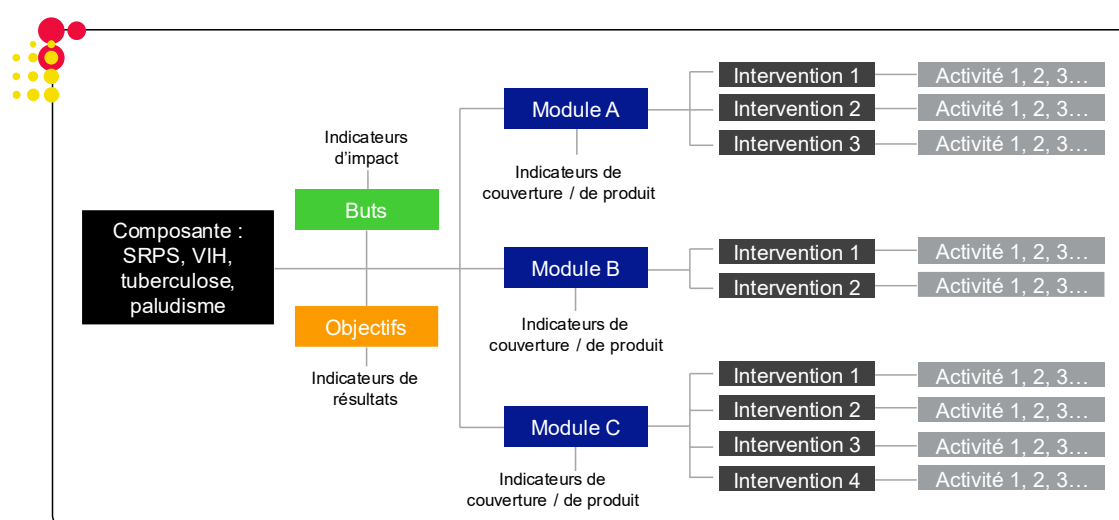 Composante :
SRPS, VIH,
tuberculose,
paludisme
Indicateurs
d’impact
Buts
Objectifs
Indicateurs de
résultats
Module A
Indicateurs de
couverture / de produit
Intervention 1
Activité 1, 2, 3…
Intervention 2
Activité 1, 2, 3…
Intervention 3
Activité 1, 2, 3…
Module B
Indicateurs de
couverture / de produit
Intervention 1
Activité 1, 2, 3…
Intervention 2
Activité 1, 2, 3…
Module C
Indicateurs de
couverture / de produit
Intervention 1
Activité 1, 2, 3…
Intervention 2
Activité 1, 2, 3…
Intervention 3
Activité 1, 2, 3…
Intervention 4
Activité 1, 2, 3…